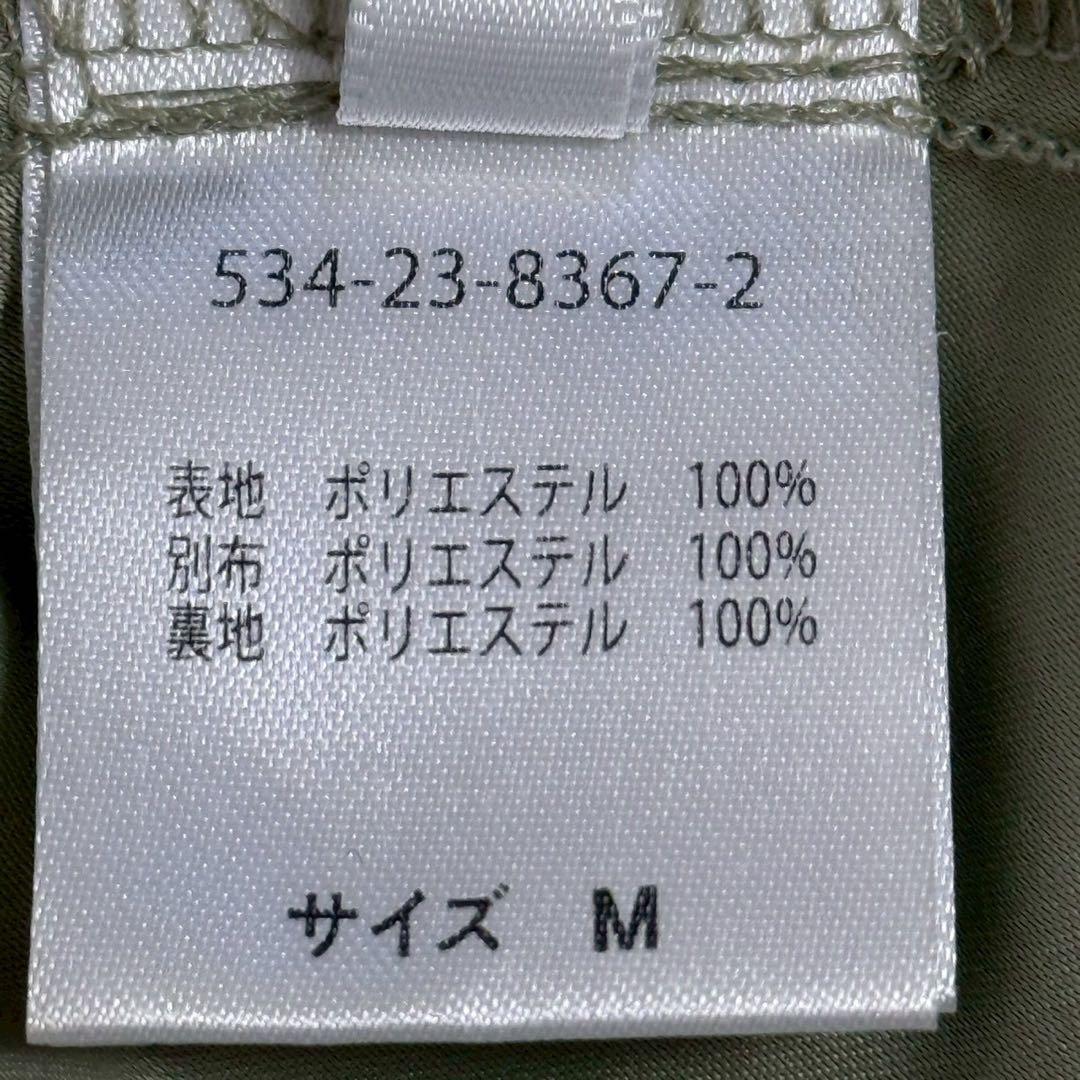 534-23-8367-2
表地 ポリエステル 100%
別布 ポリエステル 100%
裏地 ポリエステル 100%
サイズ M